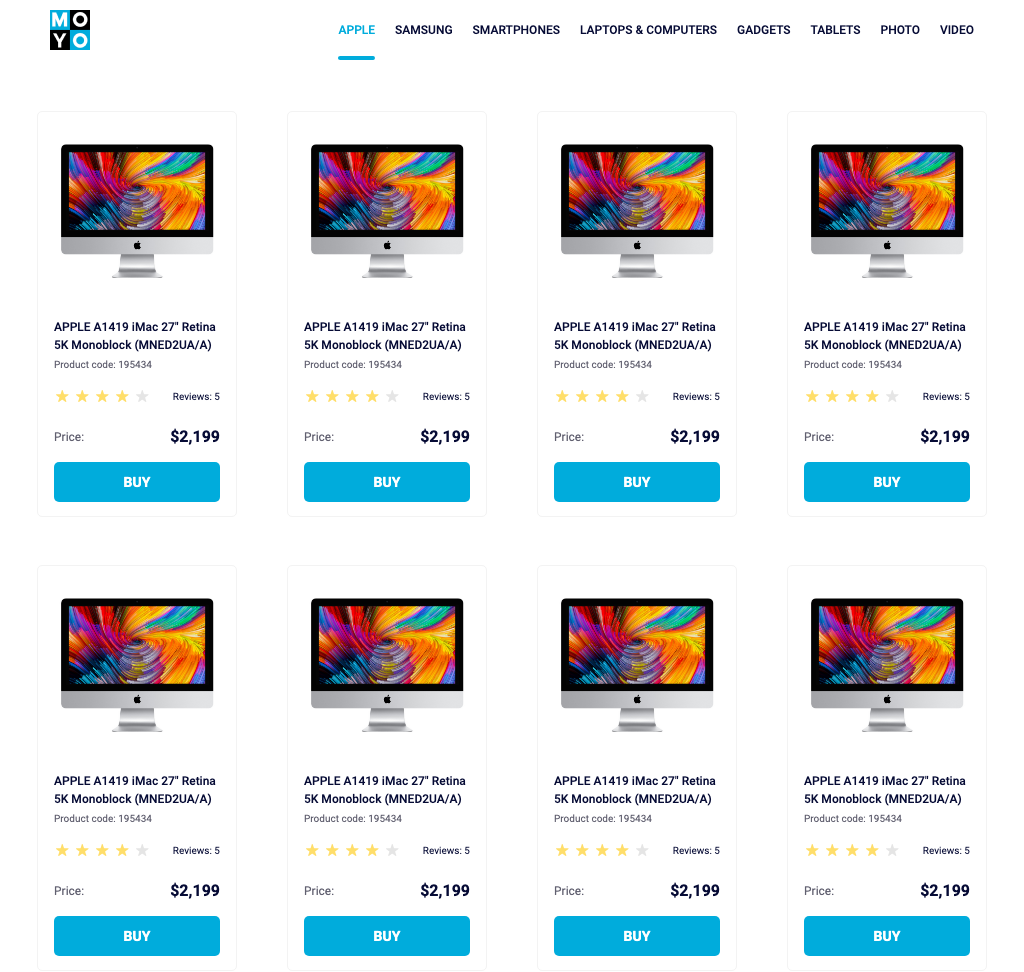 MO
YO
APPLE SAMSUNG SMARTPHONES LAPTOPS & COMPUTERS GADGETS TABLETS PHOTO VIDEO
APPLE A1419 iMac 27" Retina
5K Monoblock (MNED2UA/A)
Product code: 195434
Reviews: 5
Price: $2,199
BUY
APPLE A1419 iMac 27" Retina
5K Monoblock (MNED2UA/A)
Product code: 195434
Reviews: 5
Price: $2,199
BUY
APPLE A1419 iMac 27" Retina
5K Monoblock (MNED2UA/A)
Product code: 195434
Reviews: 5
Price: $2,199
BUY
APPLE A1419 iMac 27" Retina
5K Monoblock (MNED2UA/A)
Product code: 195434
Reviews: 5
Price: $2,199
BUY
APPLE A1419 iMac 27" Retina
5K Monoblock (MNED2UA/A)
Product code: 195434
Reviews: 5
Price: $2,199
BUY
APPLE A1419 iMac 27" Retina
5K Monoblock (MNED2UA/A)
Product code: 195434
Reviews: 5
Price: $2,199
BUY
APPLE A1419 iMac 27" Retina
5K Monoblock (MNED2UA/A)
Product code: 195434
Reviews: 5
Price: $2,199
BUY
APPLE A1419 iMac 27" Retina
5K Monoblock (MNED2UA/A)
Product code: 195434
Reviews: 5
Price: $2,199
BUY